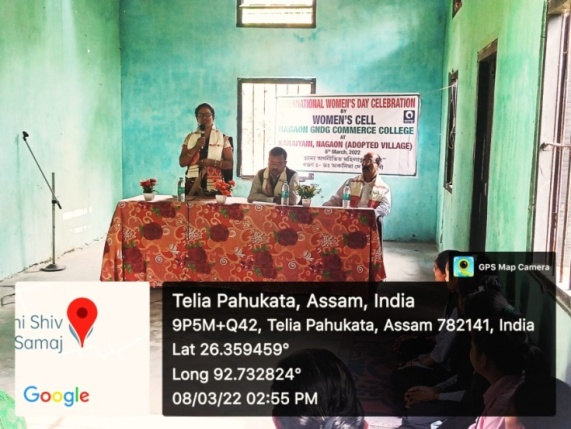 INTERNATIONAL WOMEN'S DAY CELEBRATION
BY
WOMEN'S CELL
NAGAON GNDG COMMERCE COLLEGE
AT
NAGAON (ADOPTED VILLAGE)
8th March, 2022
GPS Map Camera
ni Shiv
Samaj
Google
Telia Pahukata, Assam, India
9P5M+Q42, Telia Pahukata, Assam 782141, India
Lat 26.359459°
Long 92.732824°
08/03/22 02:55 PM